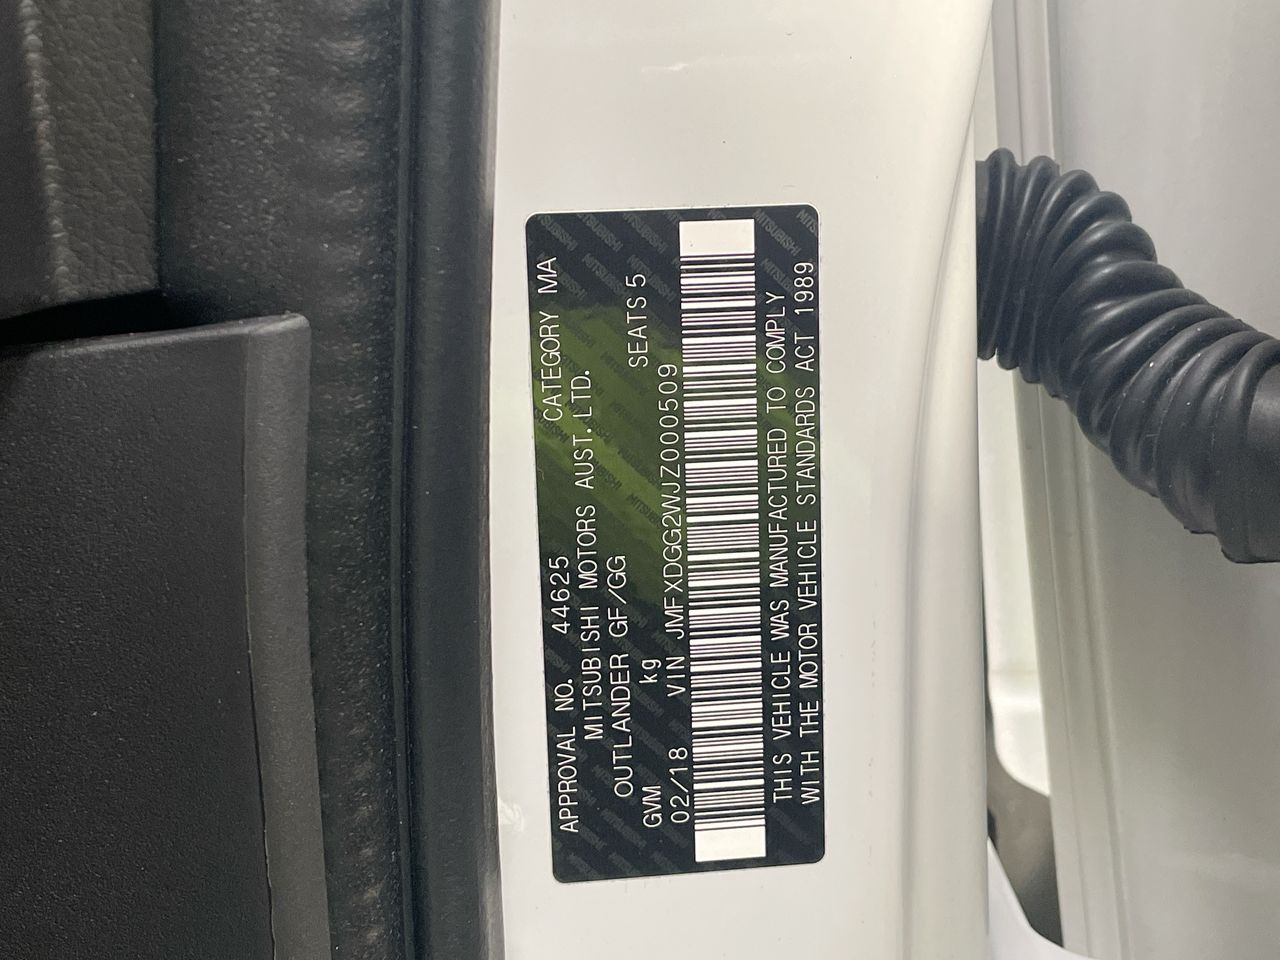 APPROVAL NO. 44625 CATEGORY MA
MITSUBISHI MOTORS AUST.LTD.
OUTLANDER GF/GG
GVM kg SEATS 5
02/18 VIN JMFXDGG2WJZ000509
THIS VEHICLE WAS MANUFACTURED TO COMPLY
WITH THE MOTOR VEHICLE STANDARDS ACT 1989